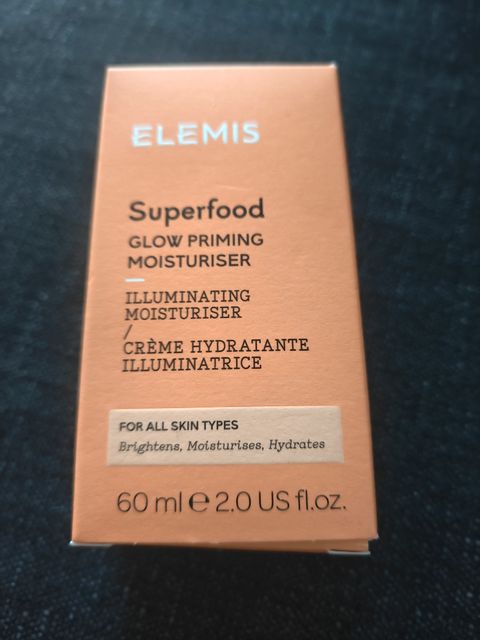 ELEMIS
Superfood
GLOW PRIMING
MOISTURISER
ILLUMINATING
MOISTURISER
/
CRÈME HYDRATANTE
ILLUMINATRICE
FOR ALL SKIN TYPES
Brightens, Moisturises, Hydrates
60 ml ℮ 2.0 US fl.oz.